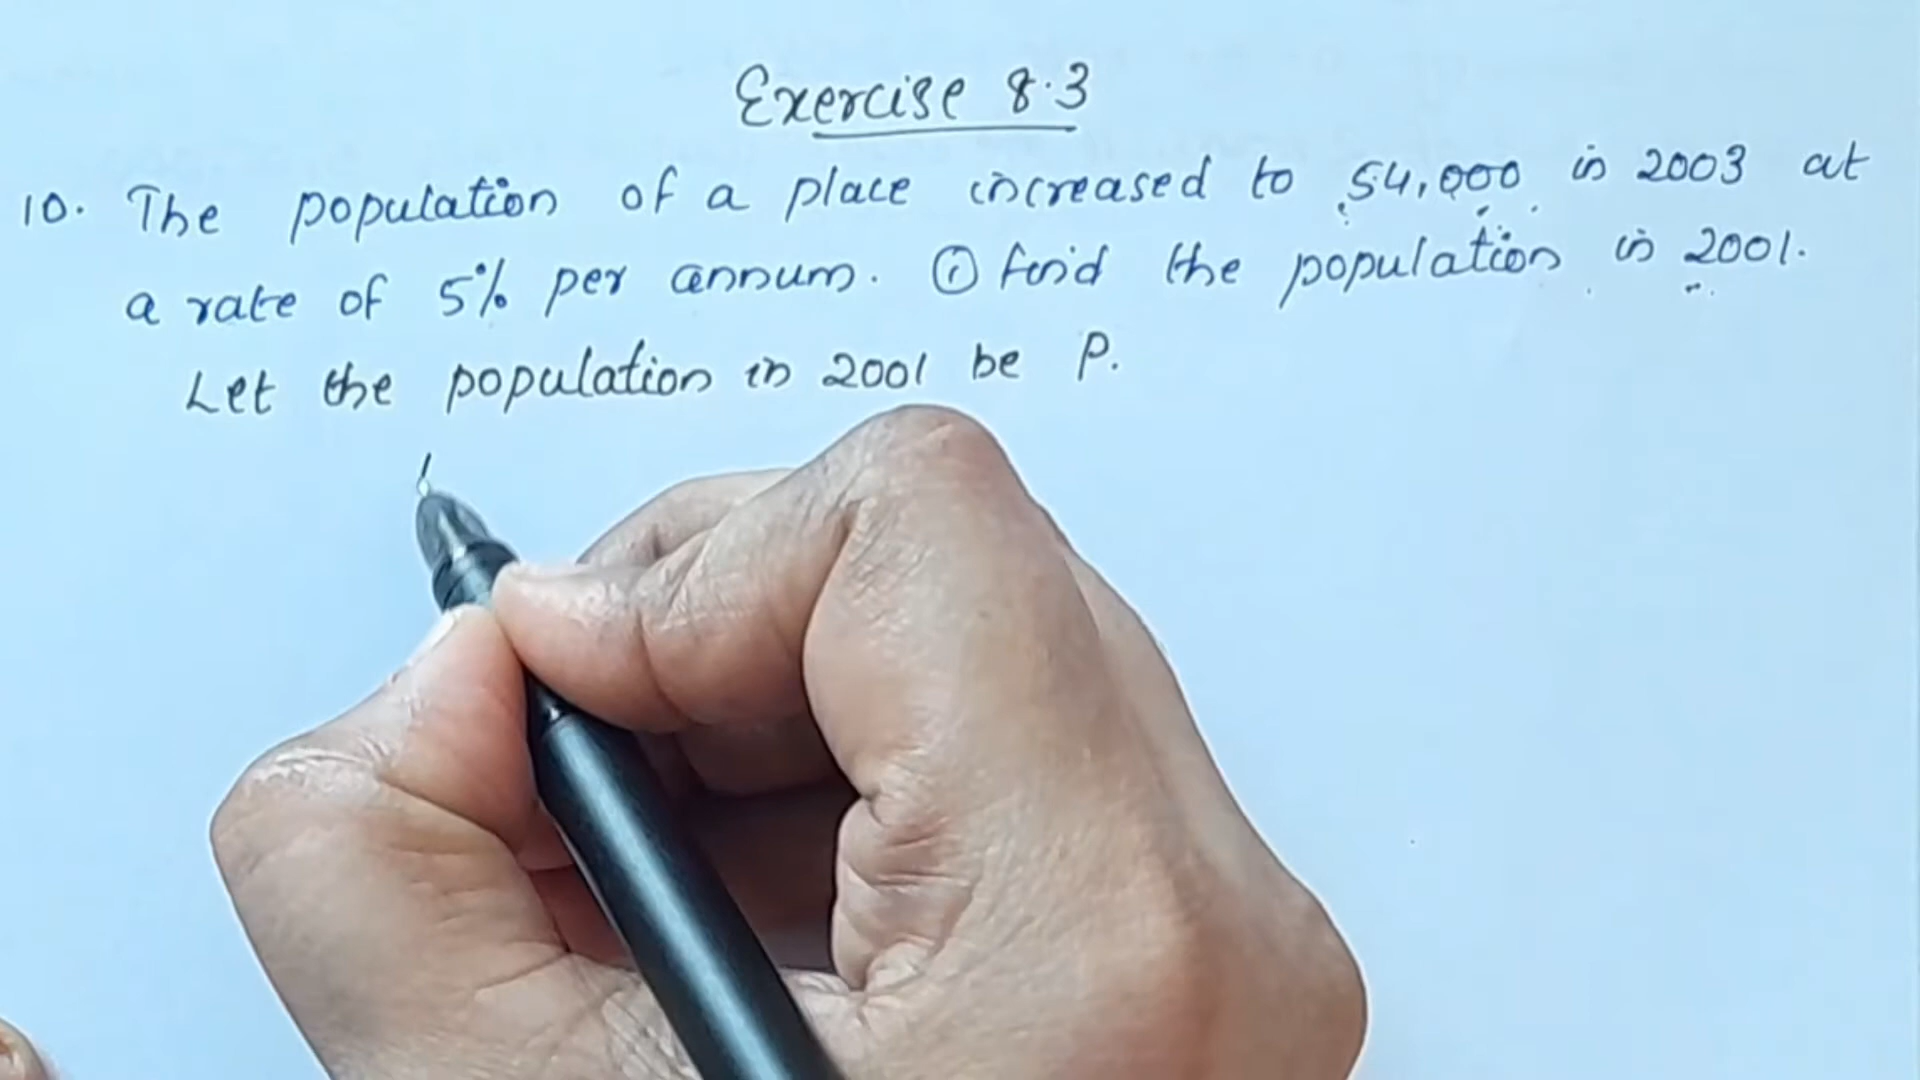 Exercise 8.3
10. The population of a place increased to 54,000 in 2003 at
a rate of 5% per annum. (i) find the population in 2001.
Let the population in 2001 be P.